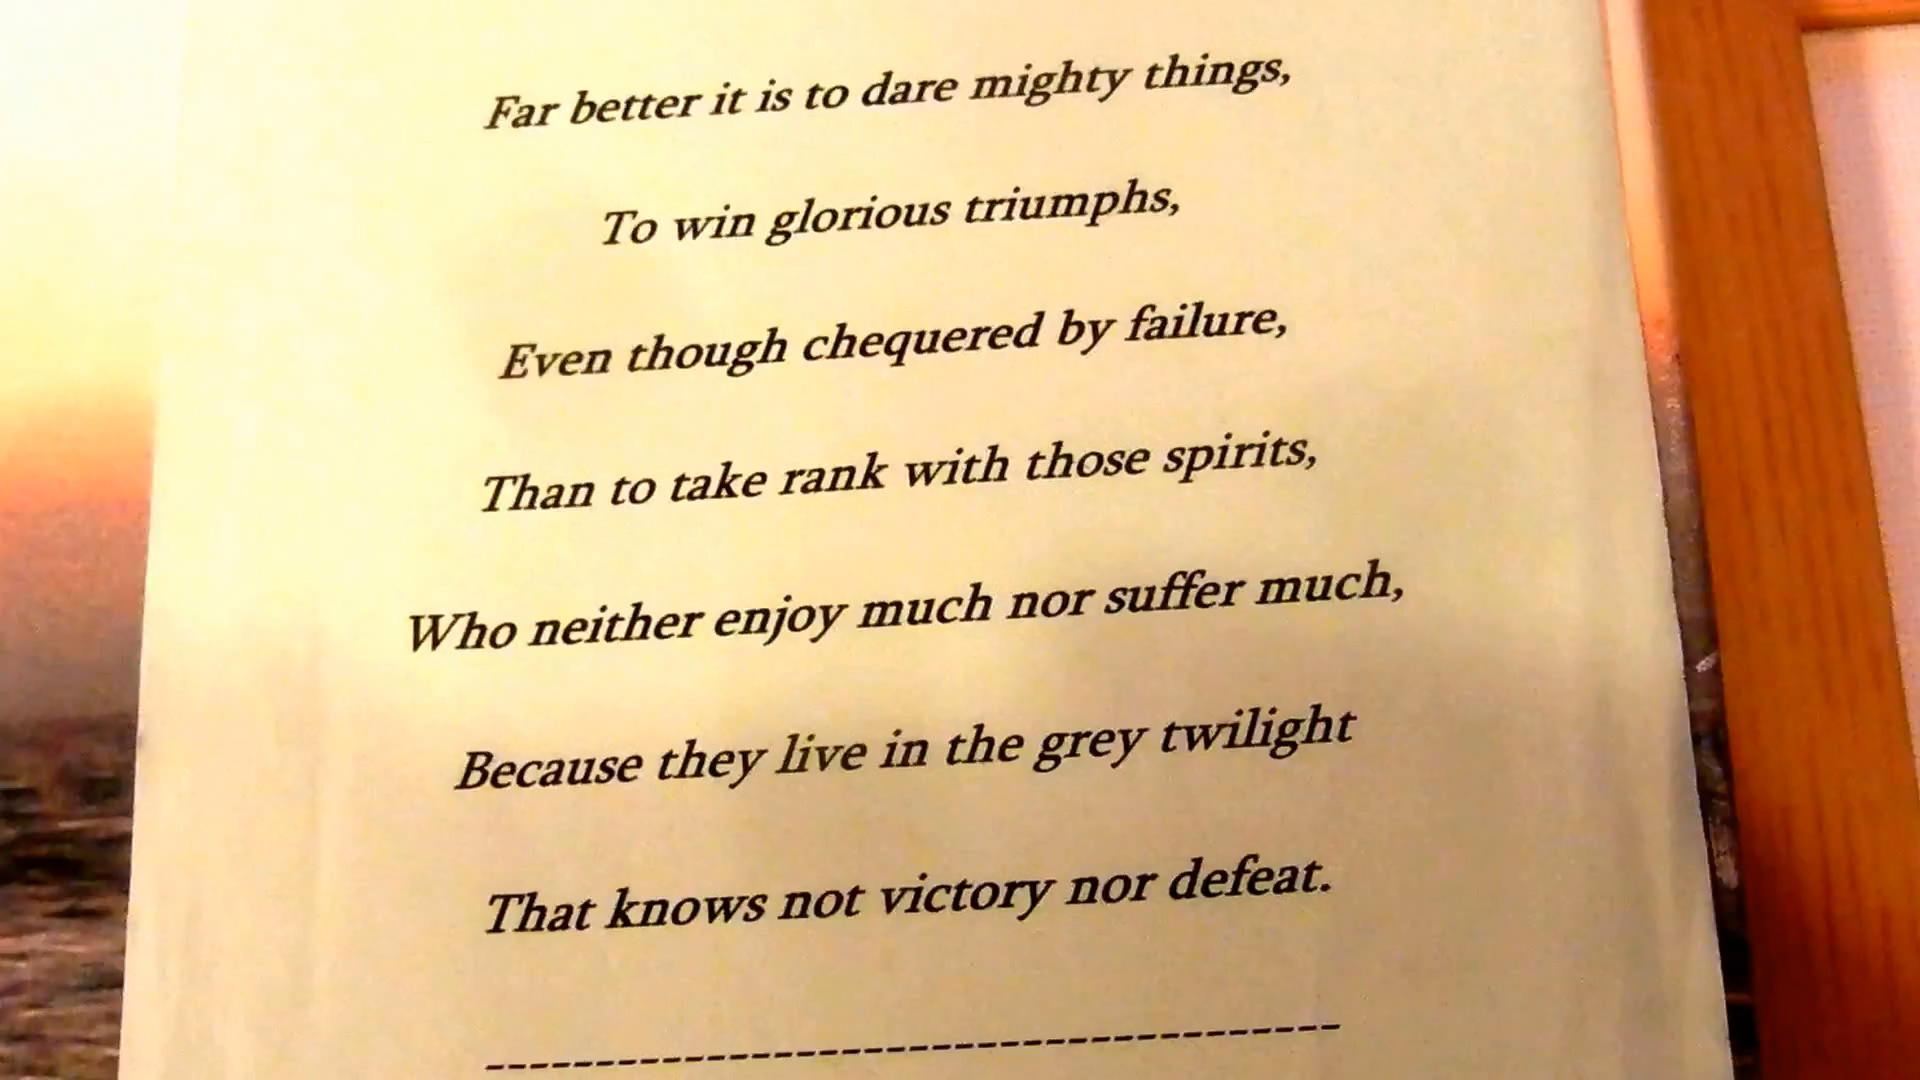 Far better it is to dare mighty things,
To win glorious triumphs,
Even though chequered by failure,
Than to take rank with those spirits,
Who neither enjoy much nor suffer much,
Because they live in the grey twilight
That knows not victory nor defeat.
---------------------------------------